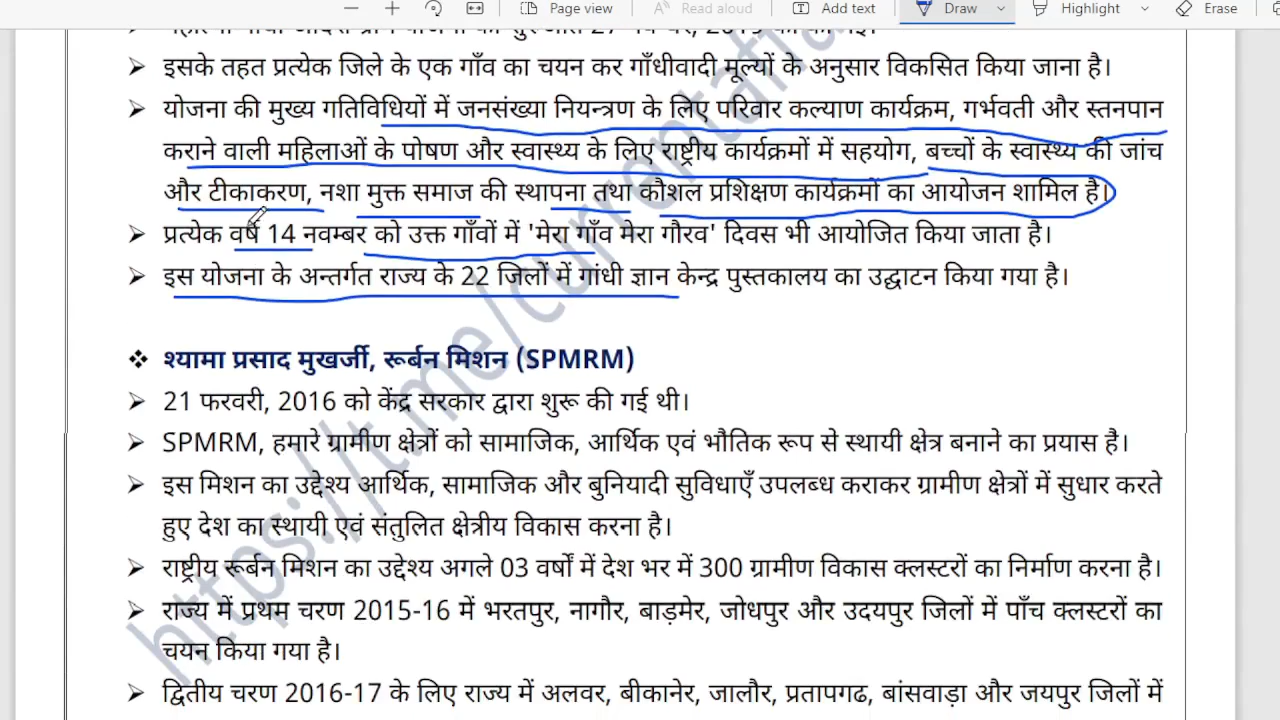 Page view Read aloud Add text Draw Highlight Erase
➢ इसके तहत प्रत्येक जिले के एक गाँव का चयन कर गाँधीवादी मूल्यों के अनुसार विकसित किया जाना है।
➢ योजना की मुख्य गतिविधियों में जनसंख्या नियन्त्रण के लिए परिवार कल्याण कार्यक्रम, गर्भवती और स्तनपान
कराने वाली महिलाओं के पोषण और स्वास्थ्य के लिए राष्ट्रीय कार्यक्रमों में सहयोग, बच्चों के स्वास्थ्य की जांच
और टीकाकरण, नशा मुक्त समाज की स्थापना तथा कौशल प्रशिक्षण कार्यक्रमों का आयोजन शामिल है।
➢ प्रत्येक वर्ष 14 नवम्बर को उक्त गाँवों में 'मेरा गाँव मेरा गौरव' दिवस भी आयोजित किया जाता है।
➢ इस योजना के अन्तर्गत राज्य के 22 जिलों में गांधी ज्ञान केन्द्र पुस्तकालय का उद्घाटन किया गया है।
❖ श्यामा प्रसाद मुखर्जी, रूर्बन मिशन (SPMRM)
➢ 21 फरवरी, 2016 को केंद्र सरकार द्वारा शुरू की गई थी।
➢ SPMRM, हमारे ग्रामीण क्षेत्रों को सामाजिक, आर्थिक एवं भौतिक रूप से स्थायी क्षेत्र बनाने का प्रयास है।
➢ इस मिशन का उद्देश्य आर्थिक, सामाजिक और बुनियादी सुविधाएँ उपलब्ध कराकर ग्रामीण क्षेत्रों में सुधार करते
हुए देश का स्थायी एवं संतुलित क्षेत्रीय विकास करना है।
➢ राष्ट्रीय रूर्बन मिशन का उद्देश्य अगले 03 वर्षों में देश भर में 300 ग्रामीण विकास क्लस्टरों का निर्माण करना है।
➢ राज्य में प्रथम चरण 2015-16 में भरतपुर, नागौर, बाड़मेर, जोधपुर और उदयपुर जिलों में पाँच क्लस्टरों का
चयन किया गया है।
➢ द्वितीय चरण 2016-17 के लिए राज्य में अलवर, बीकानेर, जालौर, प्रतापगढ, बांसवाड़ा और जयपुर जिलों में
https://t.me/currentaffa